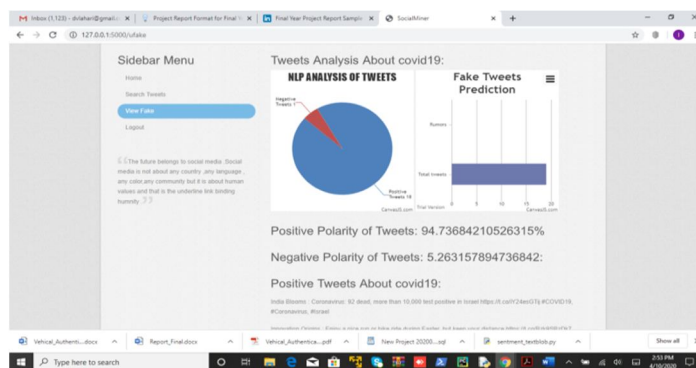 Inbox (1,123) - dvlahari@gmail.c
Project Report Format for Final Y
Final Year Project Report Sample
SocialMiner
127.0.0.1:5000/ufake
Sidebar Menu
Home
Search Tweets
View Fake
Logout
The future belongs to social media. Social
media is not about any country ,any language ,
any color,any community but it is about human
values and that is the underline link binding
humnity
Tweets Analysis About covid19:
NLP ANALYSIS OF TWEETS
Negative
Tweets 1
Positive
Tweets 18
CanvasJS.com
Fake Tweets
Prediction
Rumors
Total tweets
0 5 10 15 20
Trial Version
CanvasJS.com
Positive Polarity of Tweets: 94.73684210526315%
Negative Polarity of Tweets: 5.263157894736842:
Positive Tweets About covid19:
India Blooms : Coronavirus: 92 dead, more than 10,000 test positive in Israel #COVID19,
#Coronavirus, #Israel
Vehical_Authenti....docx
Report_Final.docx
Vehical_Authentica....pdf
New Project 20200....sql
sentment_textblob.py
Show all
Type here to search
2:53 PM
4/10/2020